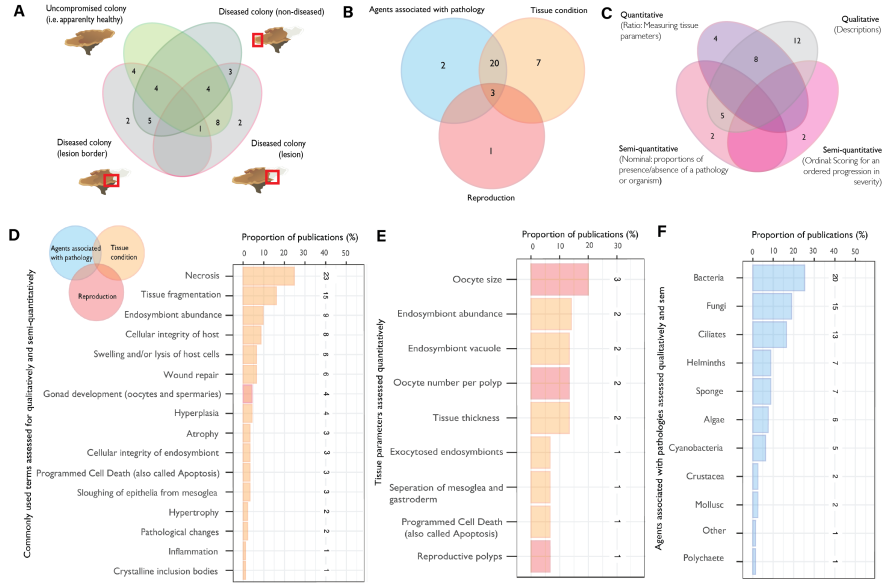 A
Uncompromised colony
(i.e. apparenlty healthy)
Diseased colony (non-diseased)
4
3
4
4
2
5
1
8
2
Diseased colony
(lesion border)
Diseased colony
(lesion)
B
Agents associated with pathology
Tissue condition
2
20
7
3
1
Reproduction
C
Quantitative
(Ratio: Measuring tissue
parameters)
Qualitative
(Descriptions)
4
12
8
5
2
2
Semi-quantitative
(Nominal: proportions of
presence/absence of a pathology
or organism)
Semi-quantitative
(Ordinal: Scoring for an
ordered progression in
severity)
D
Agents associated
with pathology
Tissue
condition
Reproduction
Commonly used terms assessed for qualitatively and semi-quantitatively
Proportion of publications (%)
0 10 20 30 40 50
Necrosis 23
Tissue fragmentation 15
Endosymbiont abundance 9
Cellular integrity of host 8
Swelling and/or lysis of host cells 6
Wound repair 6
Gonad development (oocytes and spermaries) 4
Hyperplasia 4
Atrophy 3
Cellular integrity of endosymbiont 3
Programmed Cell Death (also called Apoptosis) 3
Sloughing of epithelia from mesoglea 3
Hypertrophy 2
Pathological changes 2
Inflammation 1
Crystalline inclusion bodies 1
E
Tissue parameters assessed quantitatively
Proportion of publications (%)
0 10 20 30
Oocyte size 3
Endosymbiont abundance 2
Endosymbiont vacuole 2
Oocyte number per polyp 2
Tissue thickness 2
Exocytosed endosymbionts 1
Seperation of mesoglea and
gastroderm 1
Programmed Cell Death
(also called Apoptosis) 1
Reproductive polyps 1
F
Agents associated with pathologies assessed qualitatively and sem
Proportion of publications (%)
0 10 20 30 40 50
Bacteria 20
Fungi 15
Ciliates 13
Helminths 7
Sponge 7
Algae 6
Cyanobacteria 5
Crustacea 2
Mollusc 2
Other 1
Polychaete 1